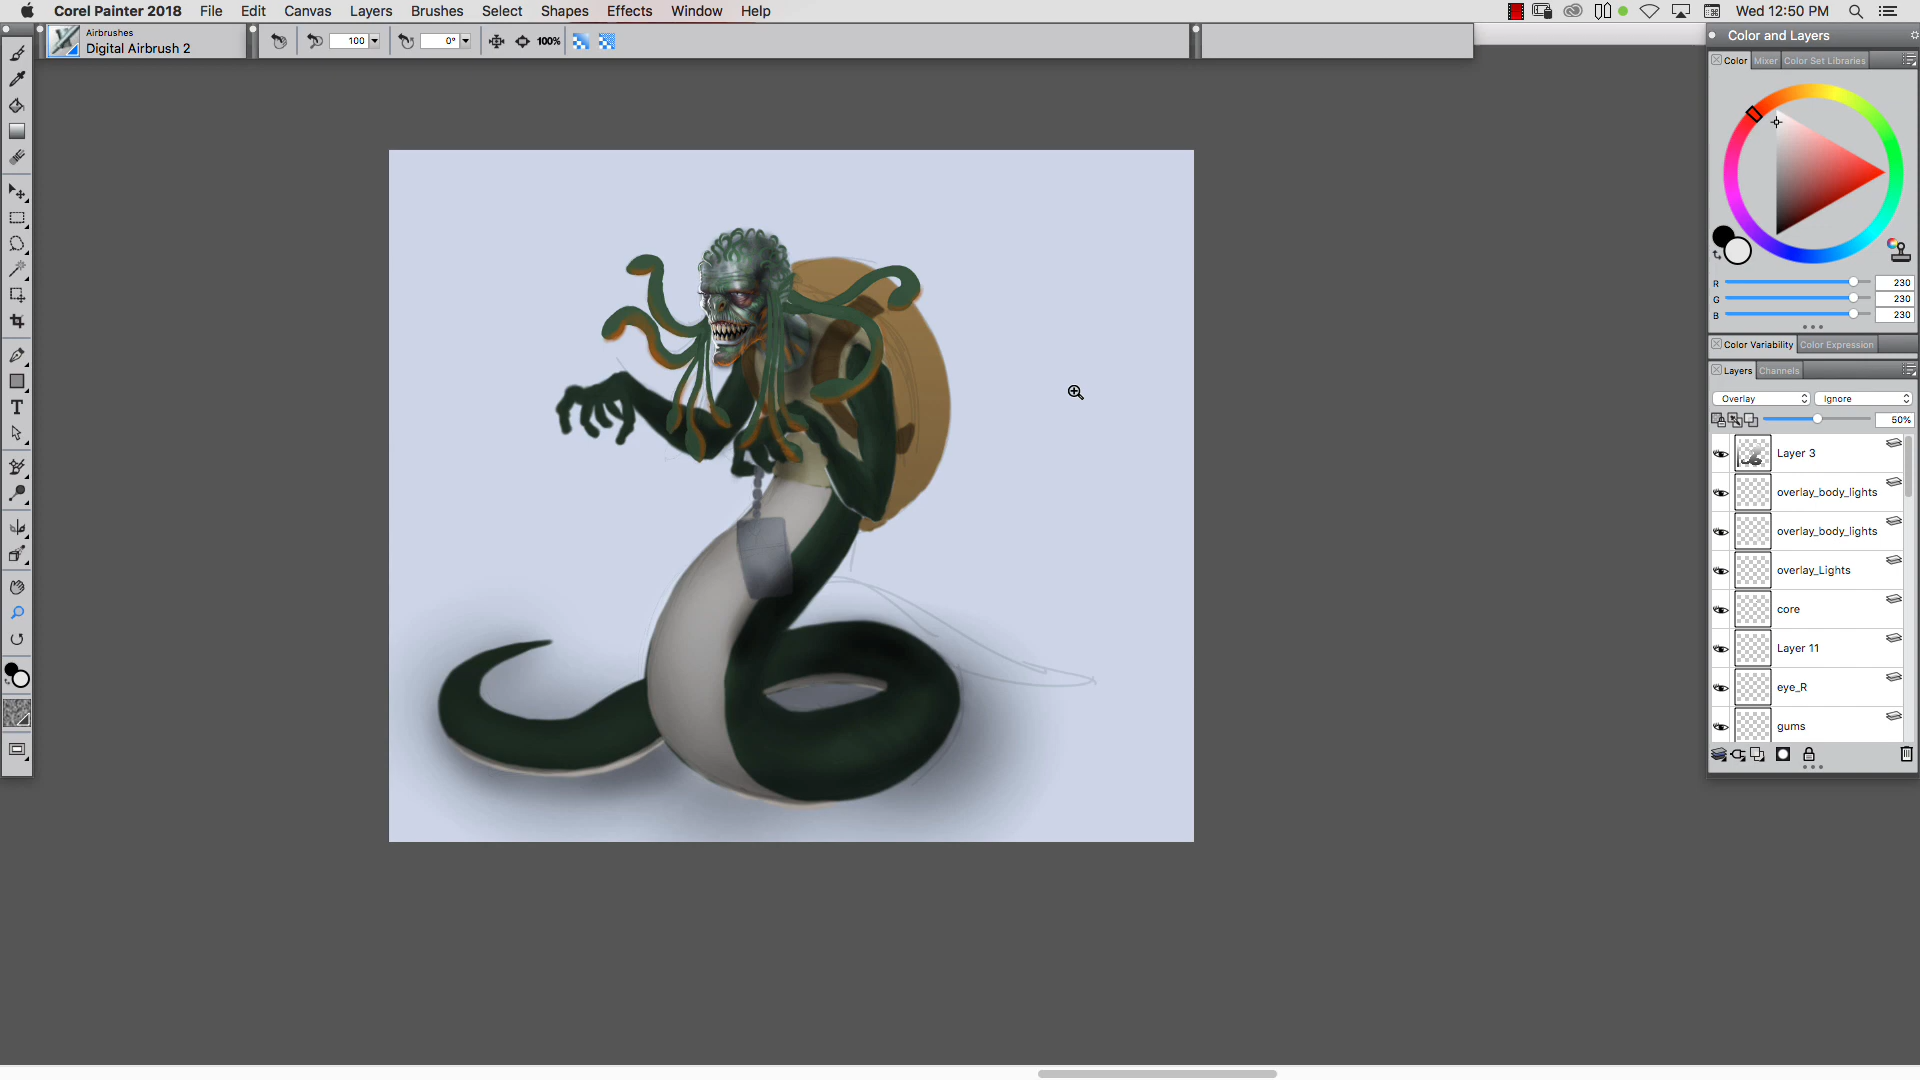 Corel Painter 2018 File Edit Canvas Layers Brushes Select Shapes Effects Window Help Wed 12:50 PM
Airbrushes
Digital Airbrush 2
100 0° 100%
Color and Layers
Color Mixer Color Set Libraries
R 230
G 230
B 230
Color Variability Color Expression
Layers Channels
Overlay Ignore
50%
Layer 3
overlay_body_lights
overlay_body_lights
overlay_Lights
core
Layer 11
eye_R
gums
T